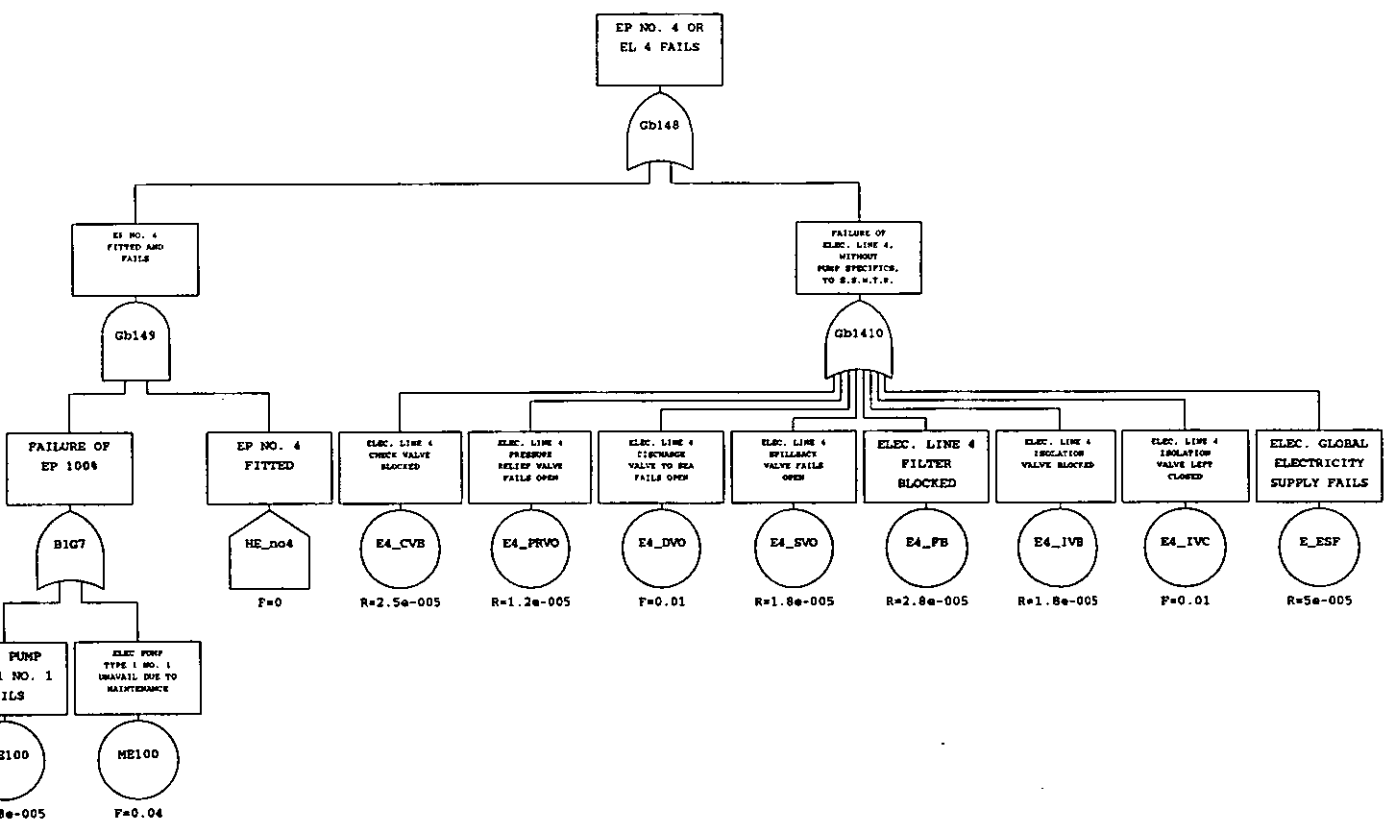 EP NO. 4 OR
EL 4 FAILS
Gb148
EP NO. 4
FITTED AND
FAILS
FAILURE OF
ELEC. LINE 4,
WITHOUT
PUMP SPECIFICS,
TO S.S.W.T.R.
Gb149
Gb1410
FAILURE OF
EP 100%
EP NO. 4
FITTED
ELEC. LINE 4
CHECK VALVE
BLOCKED
ELEC. LINE 4
PRESSURE
RELIEF VALVE
FAILS OPEN
ELEC. LINE 4
DISCHARGE
VALVE TO SEA
FAILS OPEN
ELEC. LINE 4
SPILLBACK
VALVE FAILS
OPEN
ELEC. LINE 4
FILTER
BLOCKED
ELEC. LINE 4
ISOLATION
VALVE BLOCKED
ELEC. LINE 4
ISOLATION
VALVE LEFT
CLOSED
ELEC. GLOBAL
ELECTRICITY
SUPPLY FAILS
B1G7
HE_no4
E4_CVB
E4_PRVO
E4_DVO
E4_SVO
E4_FB
E4_IVB
E4_IVC
E_ESF
F=0
R=2.5e-005
R=1.2e-005
F=0.01
R=1.8e-005
R=2.8e-005
R=1.8e-005
F=0.01
R=5e-005
PUMP
NO. 1
ILS
ELEC PUMP
TYPE 1 NO. 1
UNAVAIL DUE TO
MAINTENANCE
E100
ME100
8e-005
F=0.04